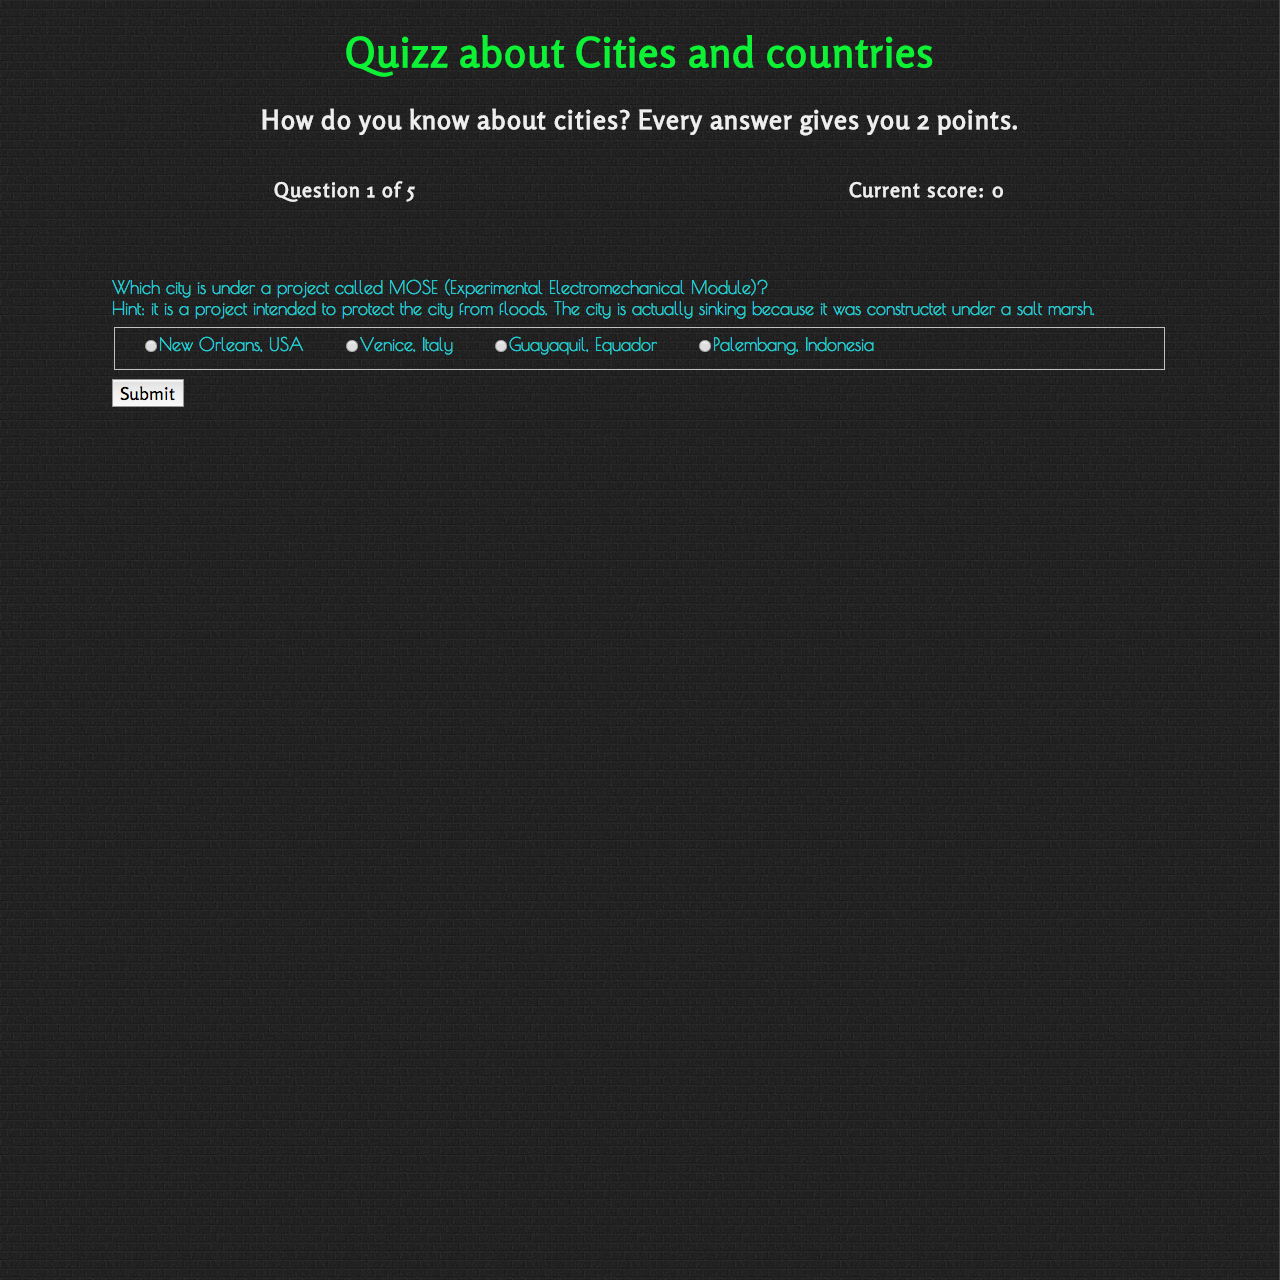 Quizz about Cities and countries
How do you know about cities? Every answer gives you 2 points.
Question 1 of 5
Current score: 0
Which city is under a project called MOSE (Experimental Electromechanical Module)?
Hint: it is a project intended to protect the city from floods. The city is actually sinking because it was constructet under a salt marsh.
New Orleans, USA Venice, Italy Guayaquil, Equador Palembang, Indonesia
Submit